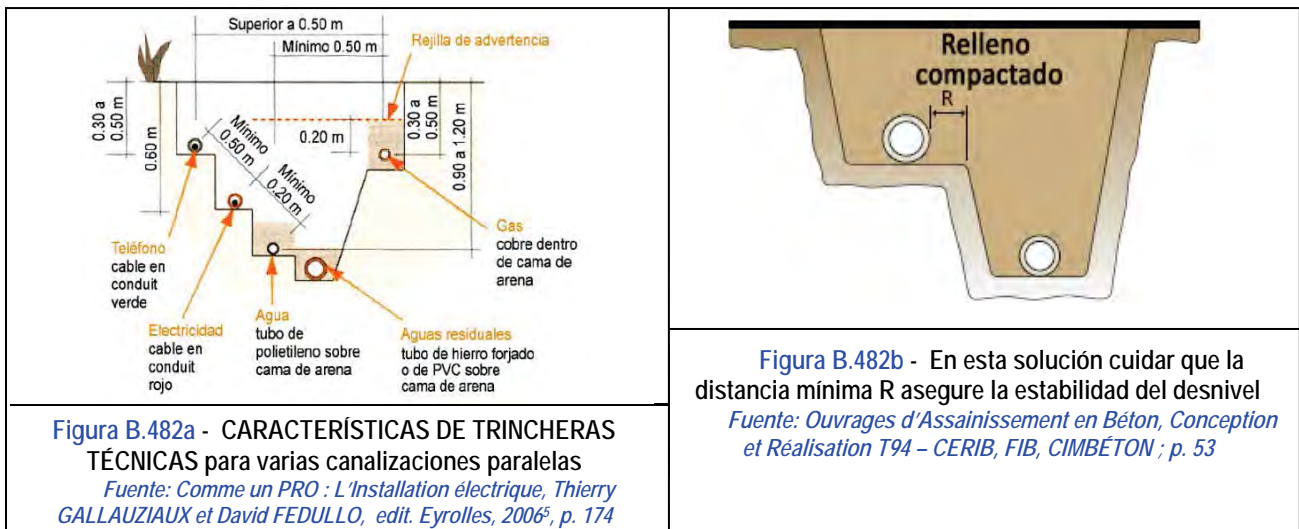 Superior a 0.50 m
Mínimo 0.50 m
Rejilla de advertencia
0.30 a
0.50 m
0.60 m
Mínimo
0.50 m
Mínimo
0.20 m
0.20 m
0.30 a
0.50 m
0.90 a 1.20 m
Teléfono
cable en
conduit
verde
Electricidad
cable en
conduit
rojo
Agua
tubo de
polietileno sobre
cama de arena
Aguas residuales
tubo de hierro forjado
o de PVC sobre
cama de arena
Gas
cobre dentro
de cama de
arena
Figura B.482a - CARACTERÍSTICAS DE TRINCHERAS
TÉCNICAS para varias canalizaciones paralelas
Fuente: Comme un PRO : L'Installation électrique, Thierry
GALLAUZIAUX et David FEDULLO, edit. Eyrolles, 2006⁵, p. 174
Relleno
compactado
R
Figura B.482b - En esta solución cuidar que la
distancia mínima R asegure la estabilidad del desnivel
Fuente: Ouvrages d'Assainissement en Béton, Conception
et Réalisation T94 – CERIB, FIB, CIMBÉTON ; p. 53